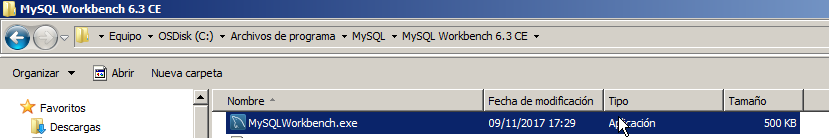 MySQL Workbench 6.3 CE
Equipo OSDisk (C:) Archivos de programa MySQL MySQL Workbench 6.3 CE
Organizar Abrir Nueva carpeta
Favoritos
Descargas
Nombre Fecha de modificación Tipo Tamaño
MySQLWorkbench.exe 09/11/2017 17:29 Aplicación 500 KB